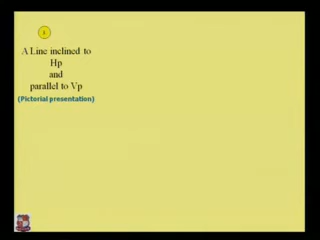 A Line inclined to
Hp
and
parallel to Vp
(Pictorial presentation)